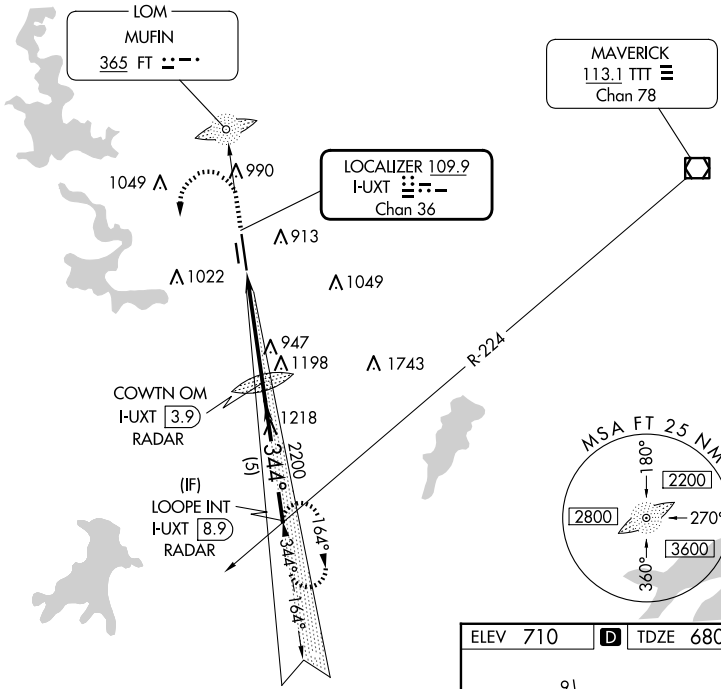 LOM
MUFIN
365 FT
MAVERICK
113.1 TTT
Chan 78
LOCALIZER 109.9
I-UXT
Chan 36
1049
990
913
1022
1049
947
1198
1743
R-224
COWTN OM
I-UXT 3.9
RADAR
1218
344°
2200
(5)
(IF)
LOOPE INT
I-UXT 8.9
RADAR
164°
344°
164°
MSA FT 25 NM
180°
2200
2800
270°
3600
360°
ELEV 710
D
TDZE 680